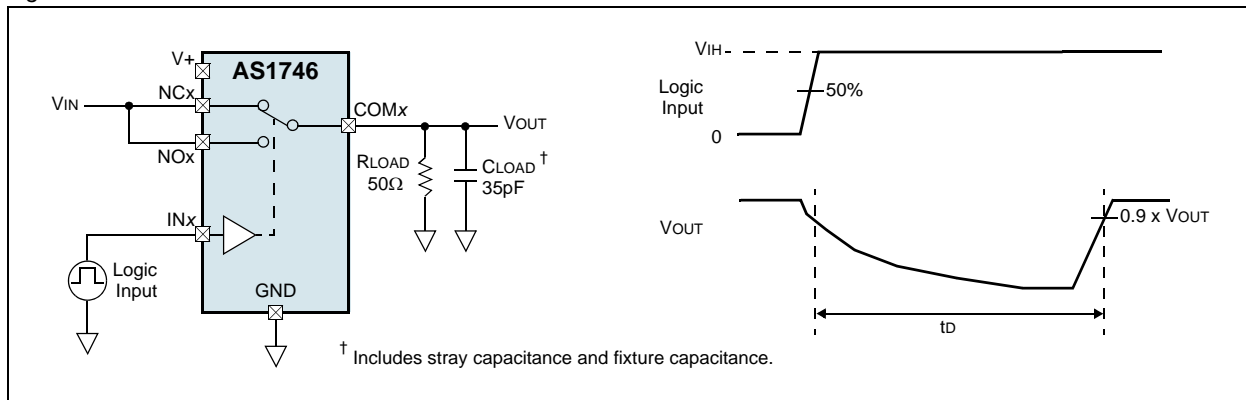 V+
AS1746
NCx
VIN
COMx
VOUT
NOx
RLOAD
50Ω
CLOAD †
35pF
INx
Logic
Input
GND
† Includes stray capacitance and fixture capacitance.
VIH
Logic
Input
50%
0
VOUT
0.9 x VOUT
tD